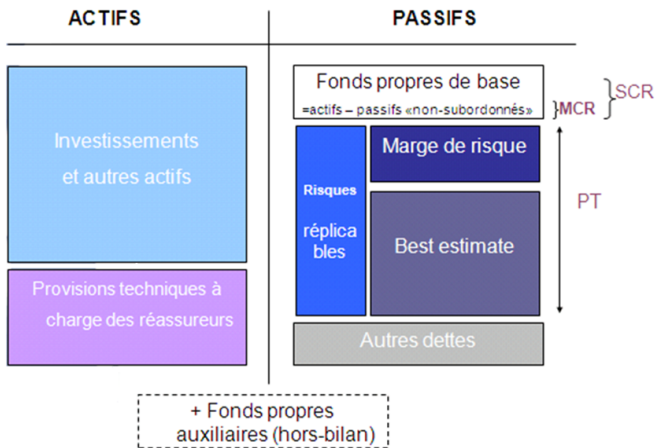 ACTIFS
PASSIFS
Investissements
et autres actifs
Provisions techniques à
charge des réassureurs
Fonds propres de base
=actifs – passifs «non-subordonnés»
}MCR
SCR
Risques
réplica
bles
Marge de risque
Best estimate
PT
Autres dettes
+ Fonds propres
auxiliaires (hors-bilan)